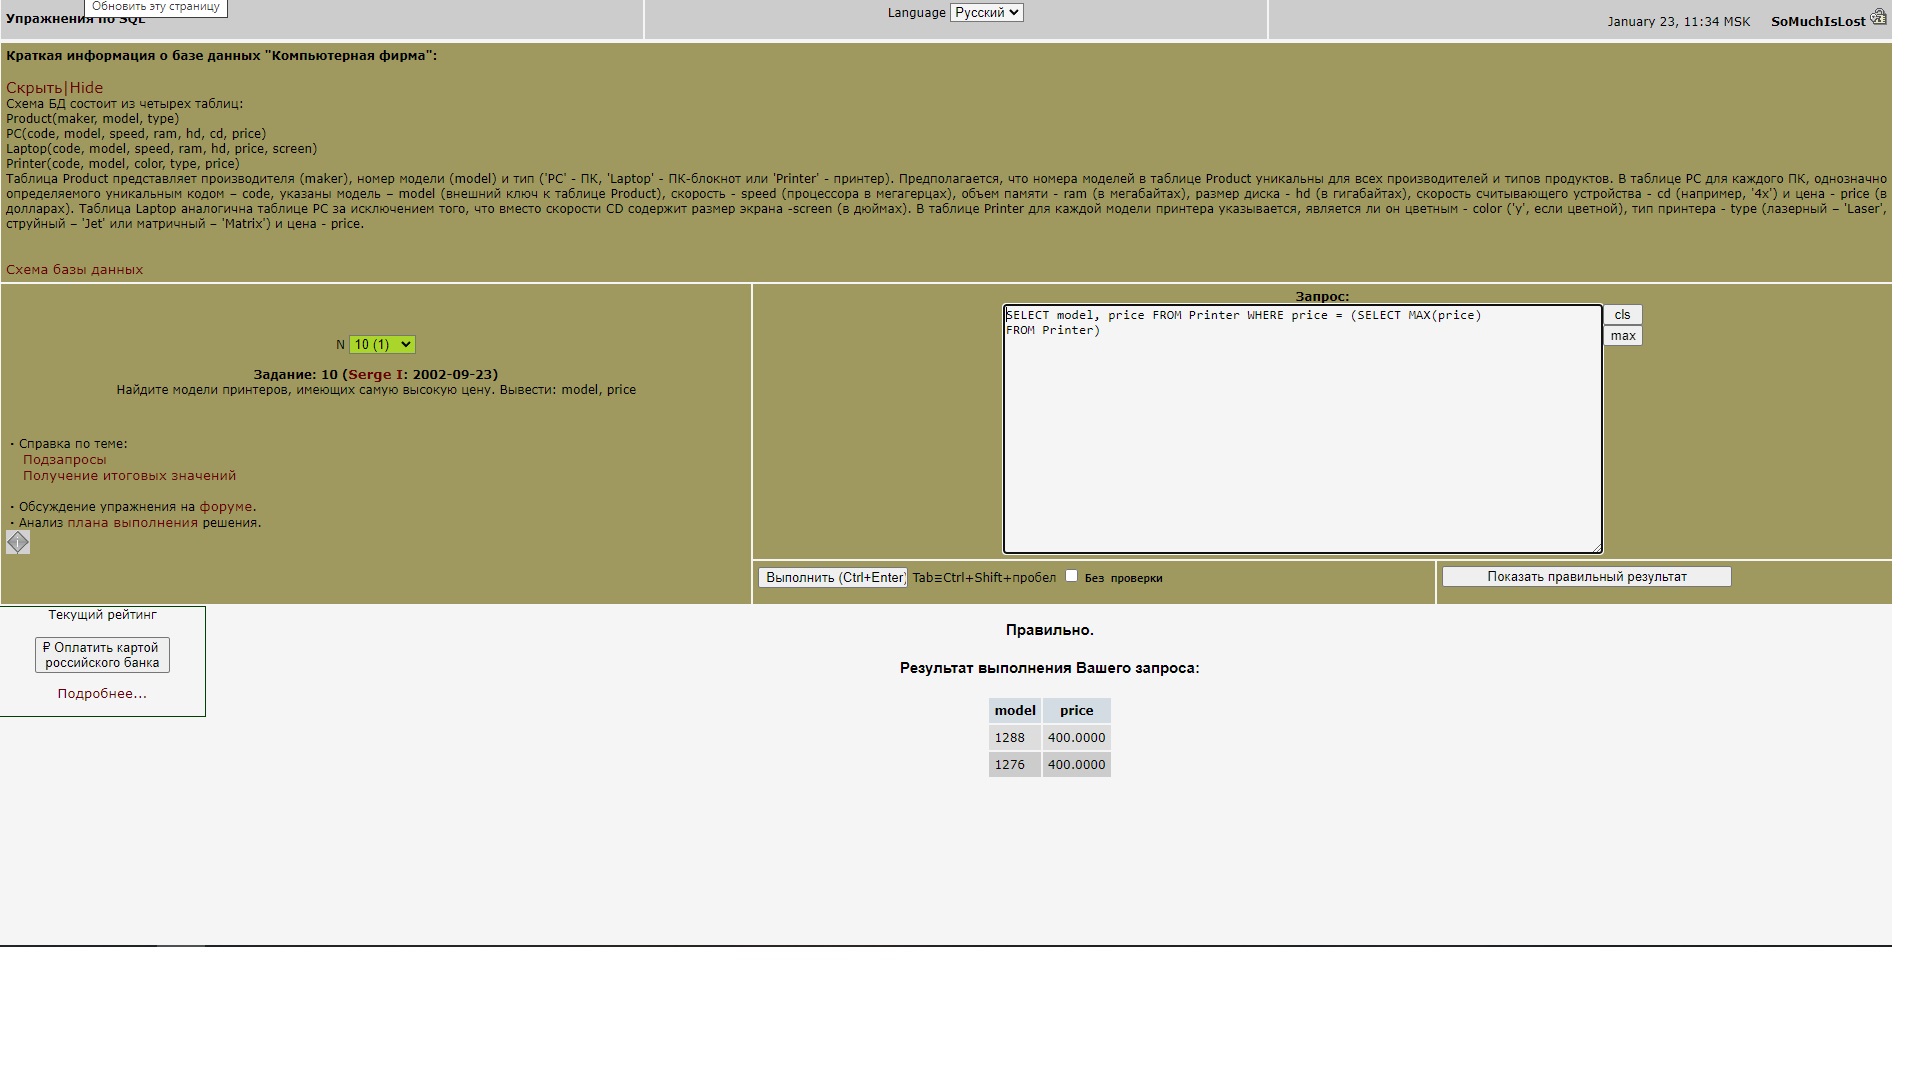 Обновить эту страницу
Упражнения по SQL
Language Русский
January 23, 11:34 MSK SoMuchIsLost
Краткая информация о базе данных "Компьютерная фирма":
Скрыть|Hide
Схема БД состоит из четырех таблиц:
Product(maker, model, type)
PC(code, model, speed, ram, hd, cd, price)
Laptop(code, model, speed, ram, hd, price, screen)
Printer(code, model, color, type, price)
Таблица Product представляет производителя (maker), номер модели (model) и тип ('PC' - ПК, 'Laptop' - ПК-блокнот или 'Printer' - принтер). Предполагается, что номера моделей в таблице Product уникальны для всех производителей и типов продуктов. В таблице PC для каждого ПК, однозначно
определяемого уникальным кодом – code, указаны модель – model (внешний ключ к таблице Product), скорость - speed (процессора в мегагерцах), объем памяти - ram (в мегабайтах), размер диска - hd (в гигабайтах), скорость считывающего устройства - cd (например, '4x') и цена - price (в
долларах). Таблица Laptop аналогична таблице РС за исключением того, что вместо скорости CD содержит размер экрана -screen (в дюймах). В таблице Printer для каждой модели принтера указывается, является ли он цветным - color ('y', если цветной), тип принтера - type (лазерный – 'Laser',
струйный – 'Jet' или матричный – 'Matrix') и цена - price.
Схема базы данных
N 10 (1)
Задание: 10 (Serge I: 2002-09-23)
Найдите модели принтеров, имеющих самую высокую цену. Вывести: model, price
· Справка по теме:
Подзапросы
Получение итоговых значений
· Обсуждение упражнения на форуме.
· Анализ плана выполнения решения.
Запрос:
SELECT model, price FROM Printer WHERE price = (SELECT MAX(price)
FROM Printer)
cls
max
Выполнить (Ctrl+Enter) Tab≡Ctrl+Shift+пробел Без проверки
Показать правильный результат
Текущий рейтинг
₽ Оплатить картой
российского банка
Подробнее...
Правильно.
Результат выполнения Вашего запроса:
model price
1288 400.0000
1276 400.0000